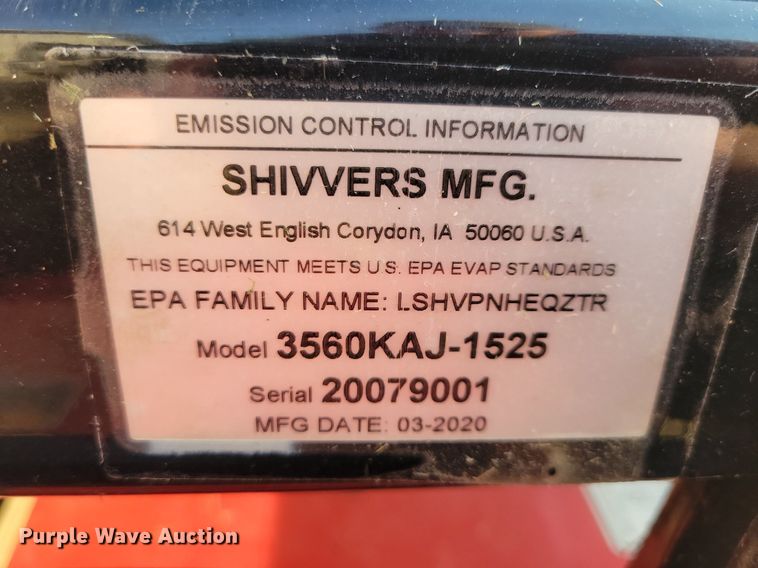 EMISSION CONTROL INFORMATION
SHIVVERS MFG.
614 West English Corydon, IA 50060 U.S.A.
THIS EQUIPMENT MEETS U.S. EPA EVAP STANDARDS
EPA FAMILY NAME: LSHVPNHEQZTR
Model 3560KAJ-1525
Serial 20079001
MFG DATE: 03-2020
Purple Wave Auction